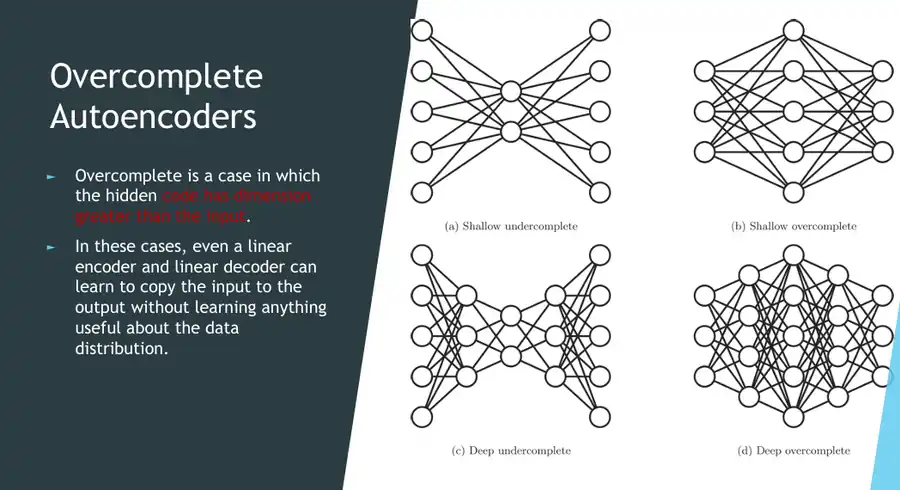 Overcomplete
Autoencoders
► Overcomplete is a case in which
the hidden code has dimension
greater than the input.
► In these cases, even a linear
encoder and linear decoder can
learn to copy the input to the
output without learning anything
useful about the data
distribution.
(a) Shallow undercomplete
(b) Shallow overcomplete
(c) Deep undercomplete
(d) Deep overcomplete